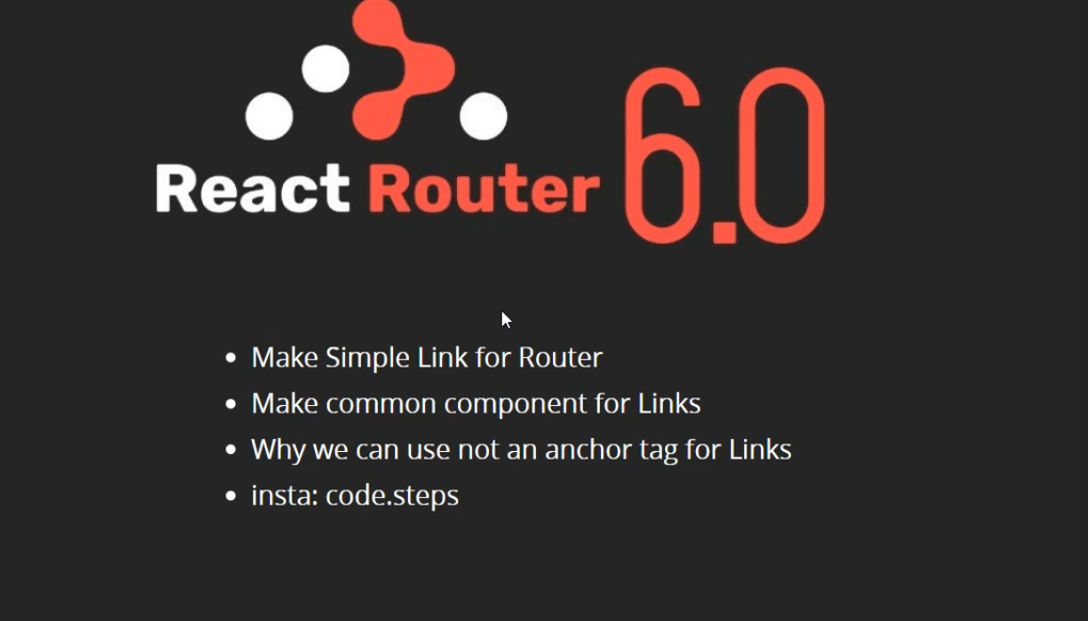 React Router 6.0
• Make Simple Link for Router
• Make common component for Links
• Why we can use not an anchor tag for Links
• insta: code.steps